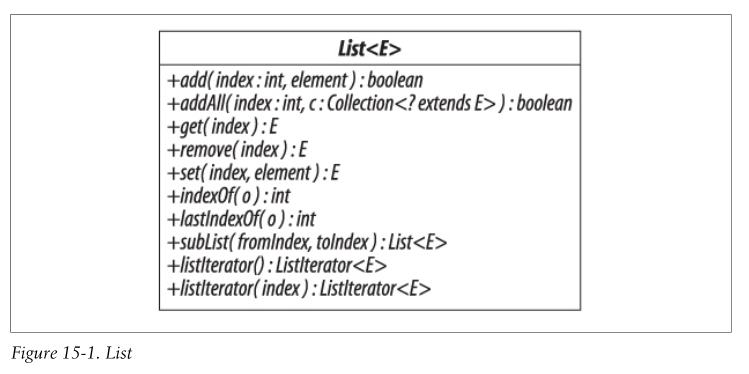 List<E>
+add( index : int, element ) : boolean
+addAll( index : int, c : Collection<? extends E> ) : boolean
+get( index ) : E
+remove( index ) : E
+set( index, element ) : E
+indexOf( o ) : int
+lastIndexOf( o ) : int
+subList( fromIndex, toIndex ) : List<E>
+listIterator() : ListIterator<E>
+listIterator( index ) : ListIterator<E>
Figure 15-1. List